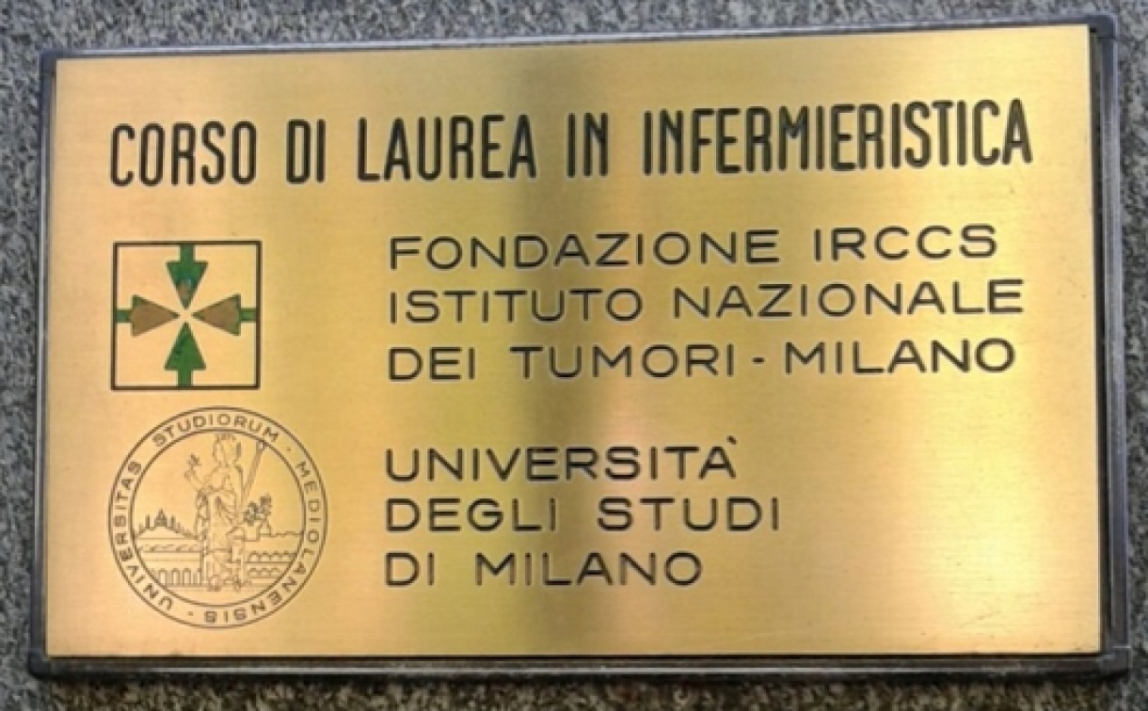 CORSO DI LAUREA IN INFERMIERISTICA
FONDAZIONE IRCCS
ISTITUTO NAZIONALE
DEI TUMORI - MILANO
UNIVERSITÀ
DEGLI STUDI
DI MILANO
UNIVERSITAS STUDIORUM MEDIOLANENSIS